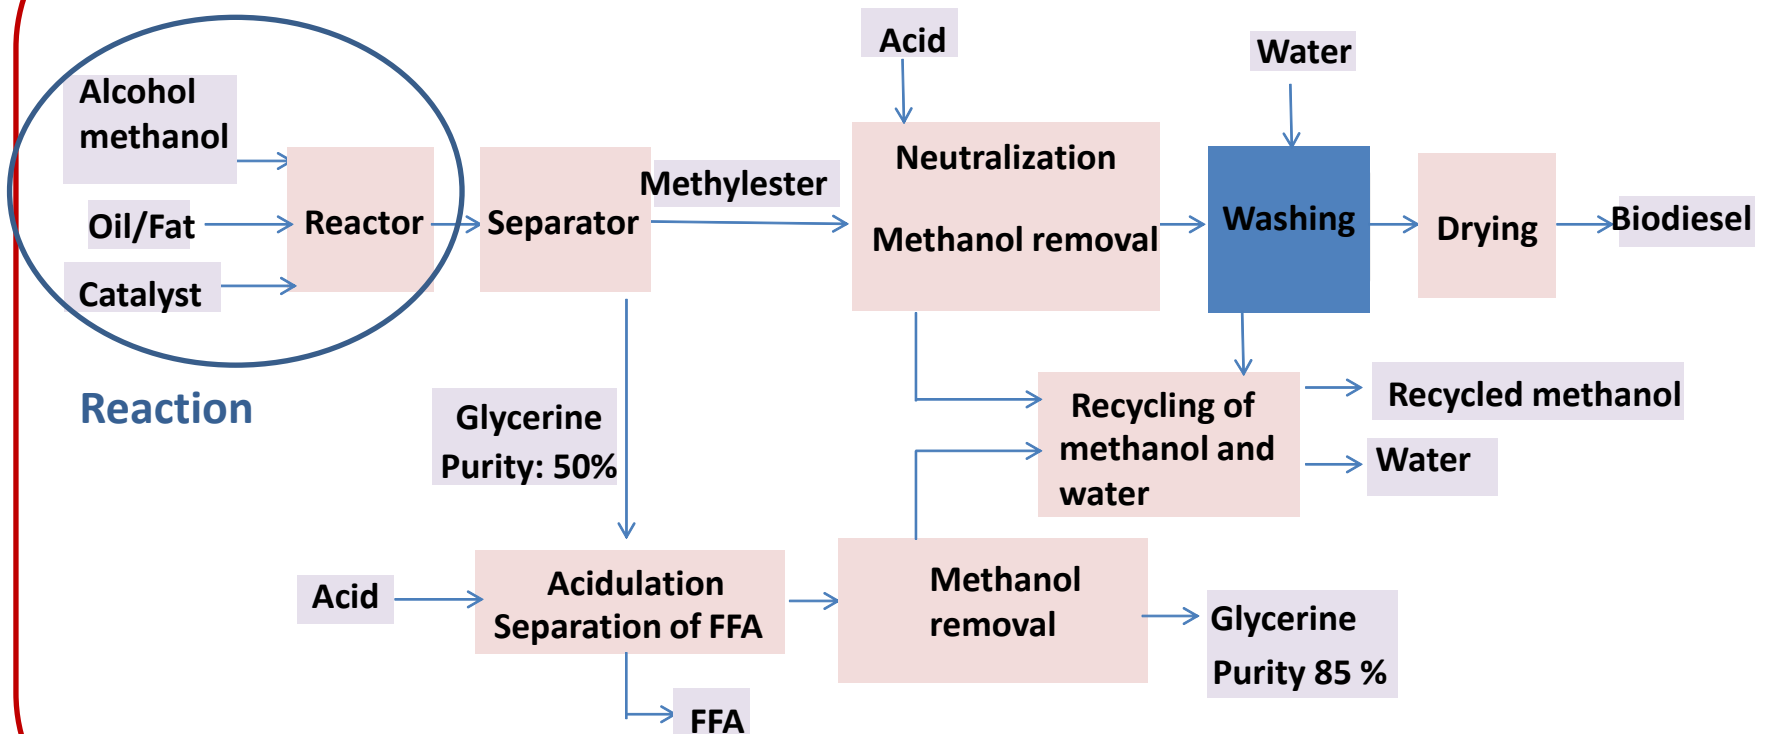 Acid
Water
Alcohol
methanol
Neutralization
Methylester
Oil/Fat
Reactor
Separator
Methanol removal
Washing
Drying
Biodiesel
Catalyst
Reaction
Glycerine
Purity: 50%
Recycling of
methanol and
water
Recycled methanol
Water
Acid
Acidulation
Separation of FFA
Methanol
removal
Glycerine
Purity 85 %
FFA